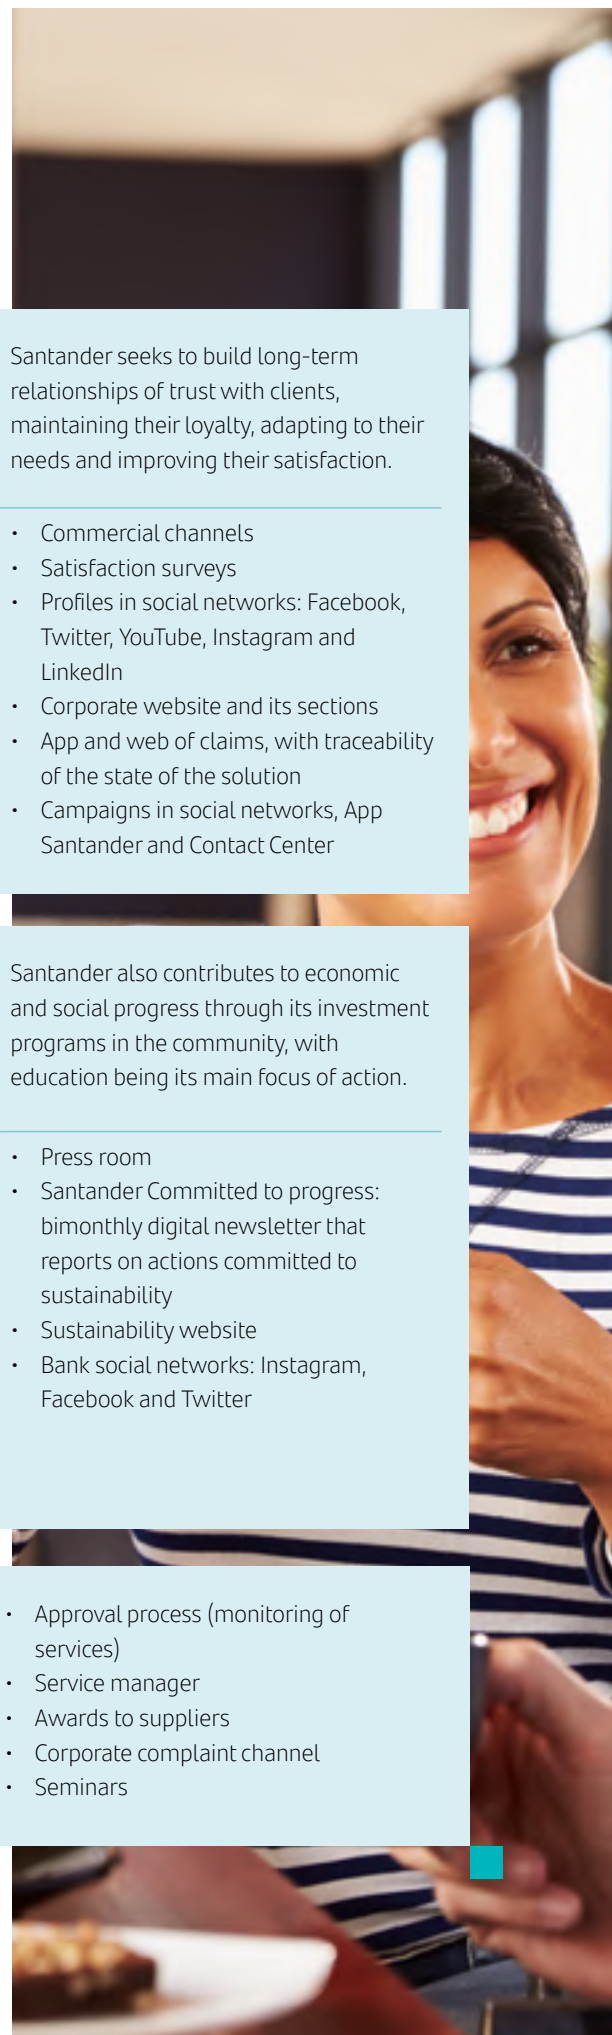 Santander seeks to build long-term
relationships of trust with clients,
maintaining their loyalty, adapting to their
needs and improving their satisfaction.
• Commercial channels
• Satisfaction surveys
• Profiles in social networks: Facebook,
Twitter, YouTube, Instagram and
LinkedIn
• Corporate website and its sections
• App and web of claims, with traceability
of the state of the solution
• Campaigns in social networks, App
Santander and Contact Center
Santander also contributes to economic
and social progress through its investment
programs in the community, with
education being its main focus of action.
• Press room
• Santander Committed to progress:
bimonthly digital newsletter that
reports on actions committed to
sustainability
• Sustainability website
• Bank social networks: Instagram,
Facebook and Twitter
• Approval process (monitoring of
services)
• Service manager
• Awards to suppliers
• Corporate complaint channel
• Seminars